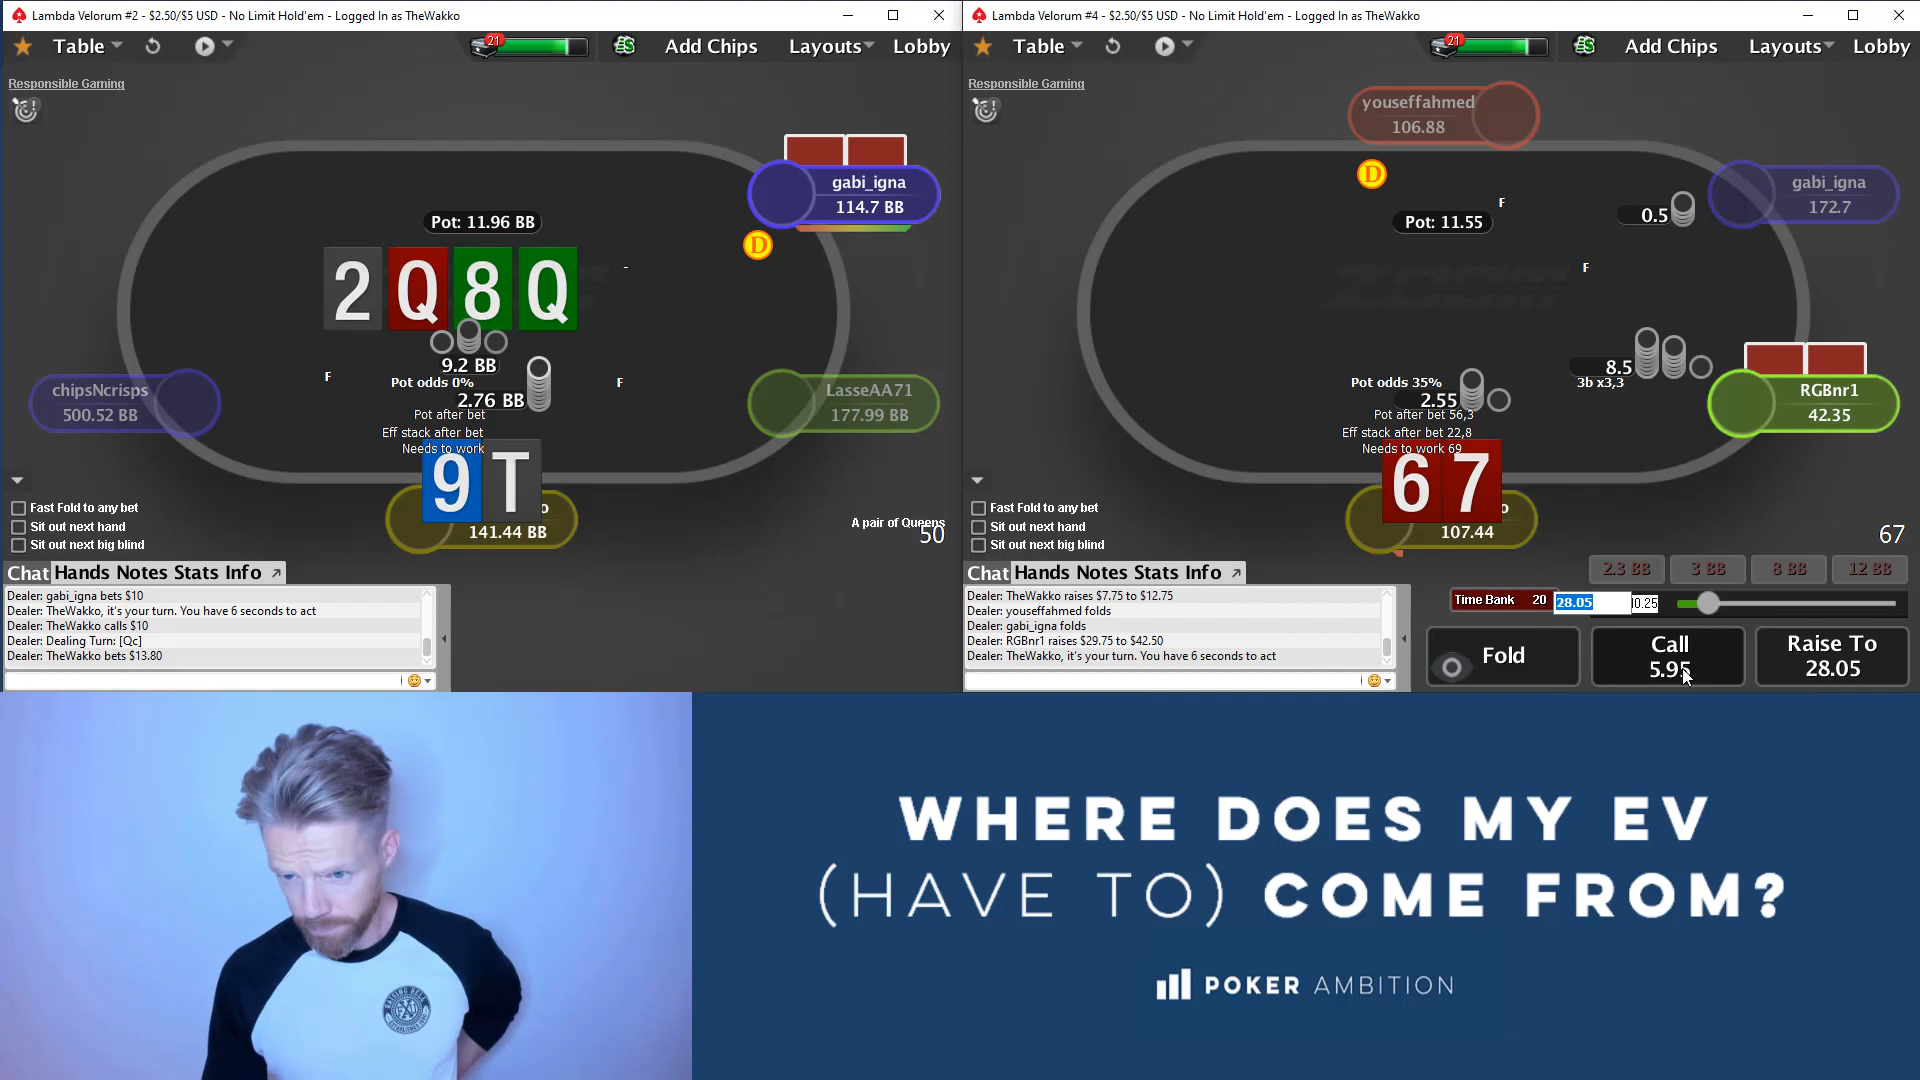 Lambda Velorum #2 - $2.50/$5 USD - No Limit Hold'em - Logged In as TheWakko
Table
21
Add Chips
Layouts
Lobby
Responsible Gaming
gabi_igna
114.7 BB
D
Pot: 11.96 BB
2 Q 8 Q
9.2 BB
Pot odds 0%
2.76 BB
Pot after bet
Eff stack after bet
Needs to work
F
F
chipsNcrisps
500.52 BB
LasseAA71
177.99 BB
9 T
141.44 BB
Fast Fold to any bet
Sit out next hand
Sit out next big blind
A pair of Queens
50
Chat Hands Notes Stats Info
Dealer: gabi_igna bets $10
Dealer: TheWakko, it's your turn. You have 6 seconds to act
Dealer: TheWakko calls $10
Dealer: Dealing Turn: [Qc]
Dealer: TheWakko bets $13.80
Lambda Velorum #4 - $2.50/$5 USD - No Limit Hold'em - Logged In as TheWakko
Table
21
Add Chips
Layouts
Lobby
Responsible Gaming
youseffahmed
106.88
D
F
Pot: 11.55
0.5
gabi_igna
172.7
F
ZOOM
8.5
3b x3,3
Pot odds 35%
2.55
Pot after bet 56,3
Eff stack after bet 22,8
Needs to work 69
RGBnr1
42.35
6 7
107.44
Fast Fold to any bet
Sit out next hand
Sit out next big blind
67
Chat Hands Notes Stats Info
2.3 BB
3 BB
8 BB
12 BB
Time Bank 20
28.05
10.25
Dealer: TheWakko raises $7.75 to $12.75
Dealer: youseffahmed folds
Dealer: gabi_igna folds
Dealer: RGBnr1 raises $29.75 to $42.50
Dealer: TheWakko, it's your turn. You have 6 seconds to act
Fold
Call
5.95
Raise To
28.05
WHERE DOES MY EV
(HAVE TO) COME FROM?
POKER AMBITION